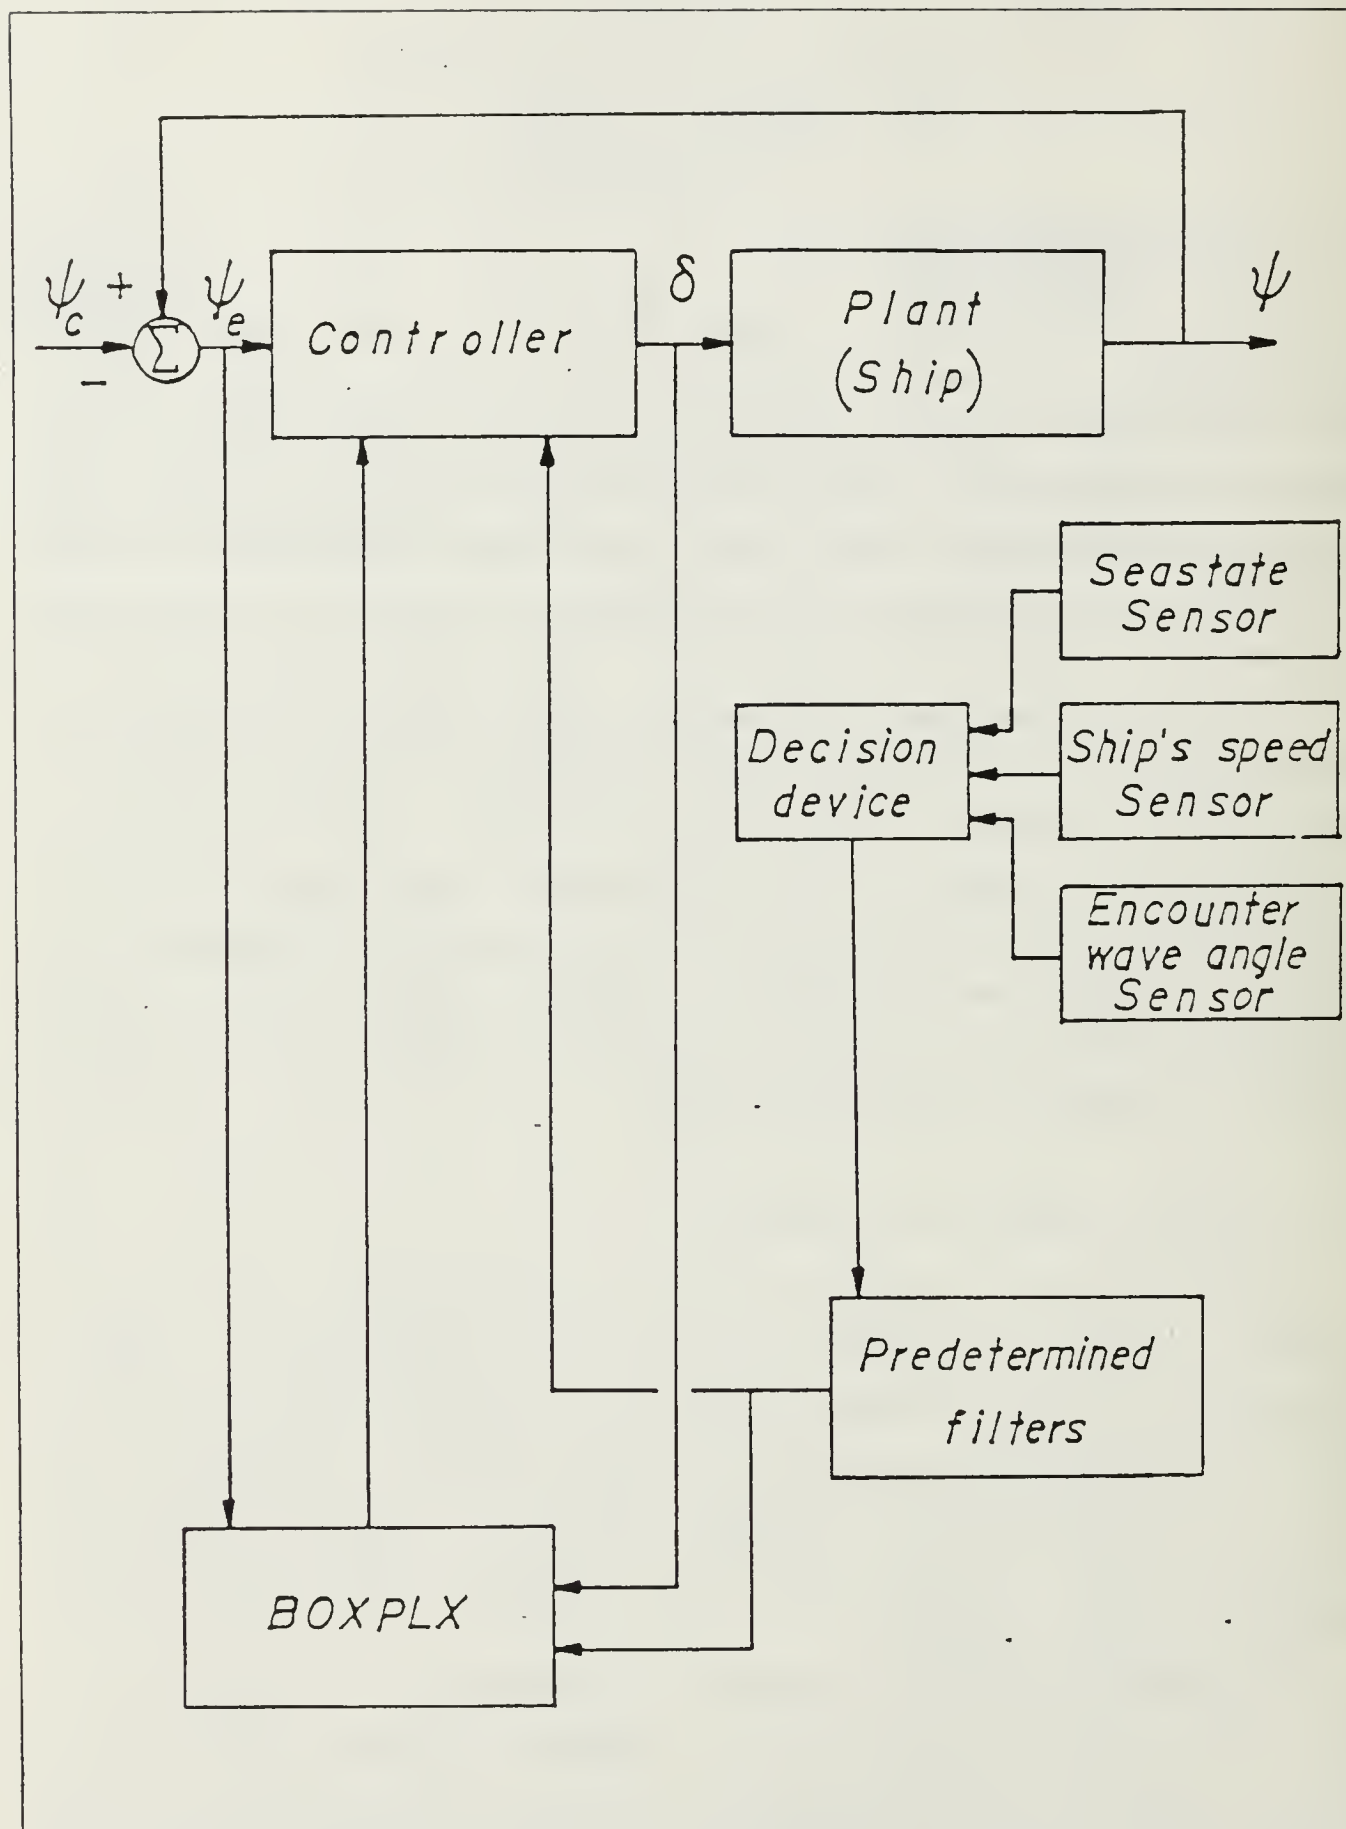 ψc + ψe
Σ
−
Controller
δ
Plant
(Ship)
ψ
Seastate
Sensor
Decision
device
Ship's speed
Sensor
Encounter
wave angle
Sensor
Predetermined
filters
BOXPLX